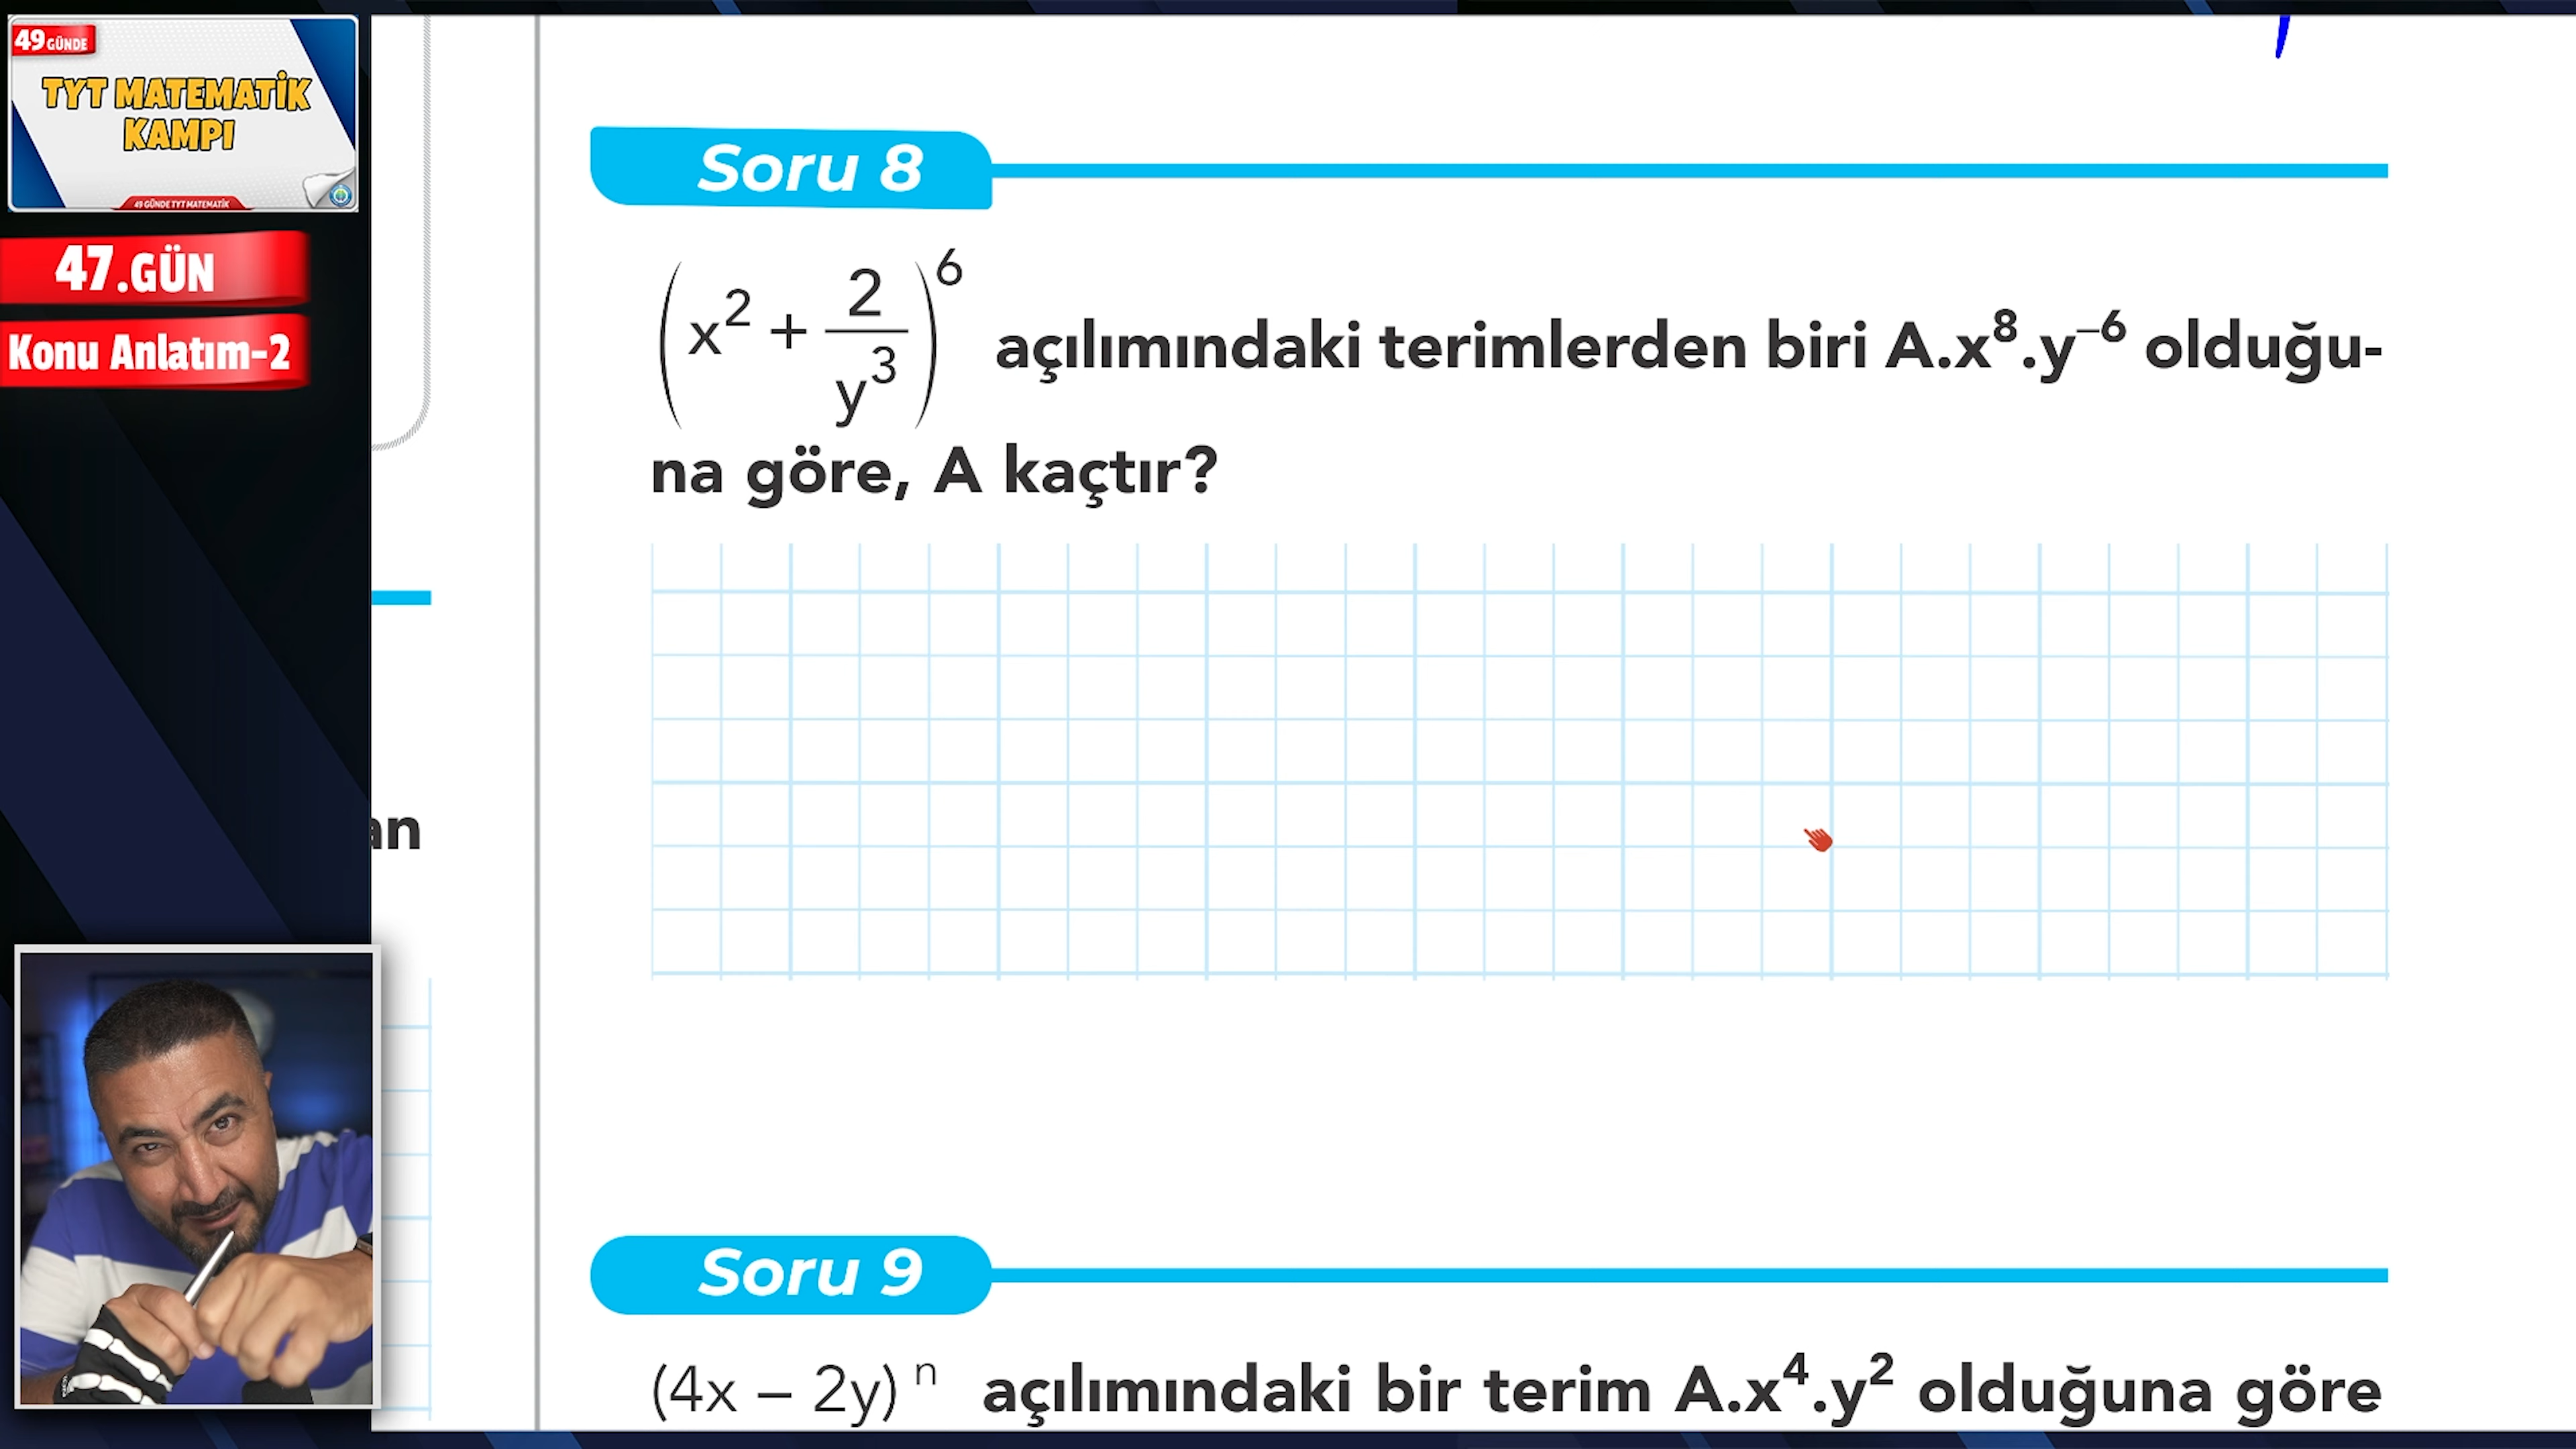 49 GÜNDE
TYT MATEMATİK
KAMPI
49 GÜNDE TYT MATEMATİK
47.GÜN
Konu Anlatım-2
an
Soru 8
(x² + 2/y³)⁶ açılımındaki terimlerden biri A.x⁸.y⁻⁶ olduğu-
na göre, A kaçtır?
Soru 9
(4x – 2y)ⁿ açılımındaki bir terim A.x⁴.y² olduğuna göre